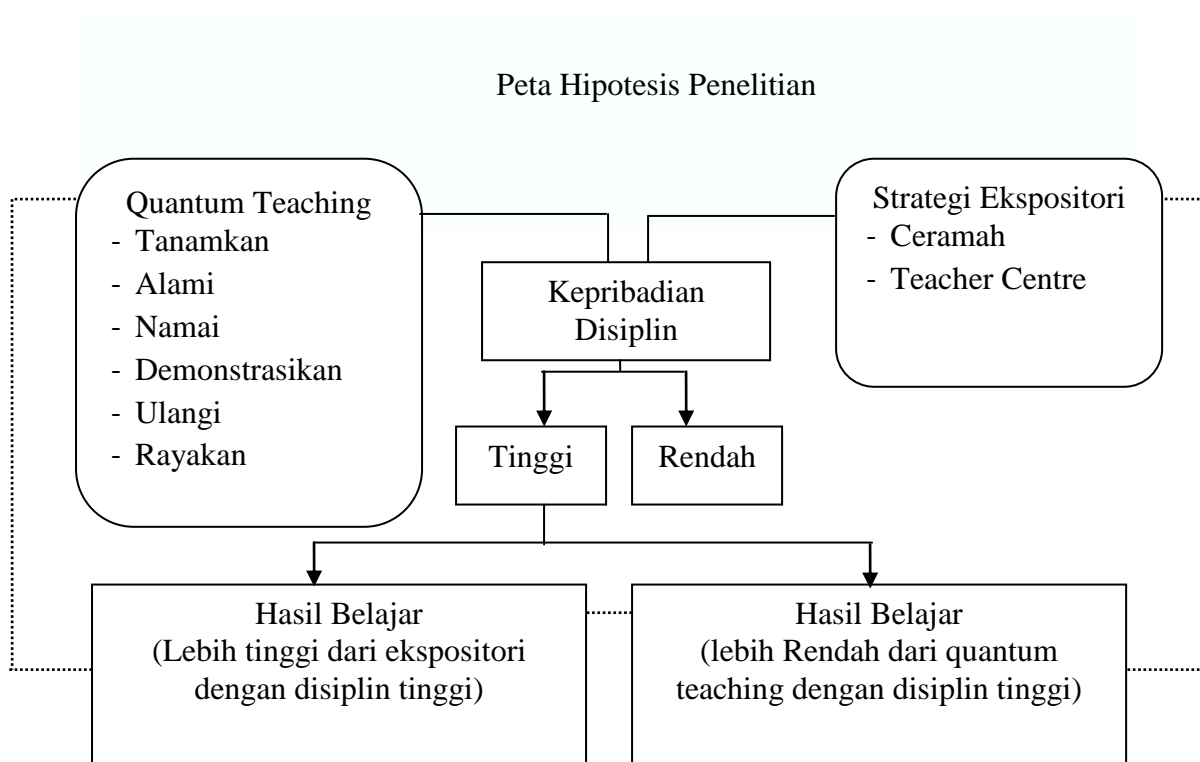 Peta Hipotesis Penelitian
Quantum Teaching
- Tanamkan
- Alami
- Namai
- Demonstrasikan
- Ulangi
- Rayakan
Strategi Ekspositori
- Ceramah
- Teacher Centre
Kepribadian
Disiplin
Tinggi
Rendah
Hasil Belajar
(Lebih tinggi dari ekspositori
dengan disiplin tinggi)
Hasil Belajar
(lebih Rendah dari quantum
teaching dengan disiplin tinggi)